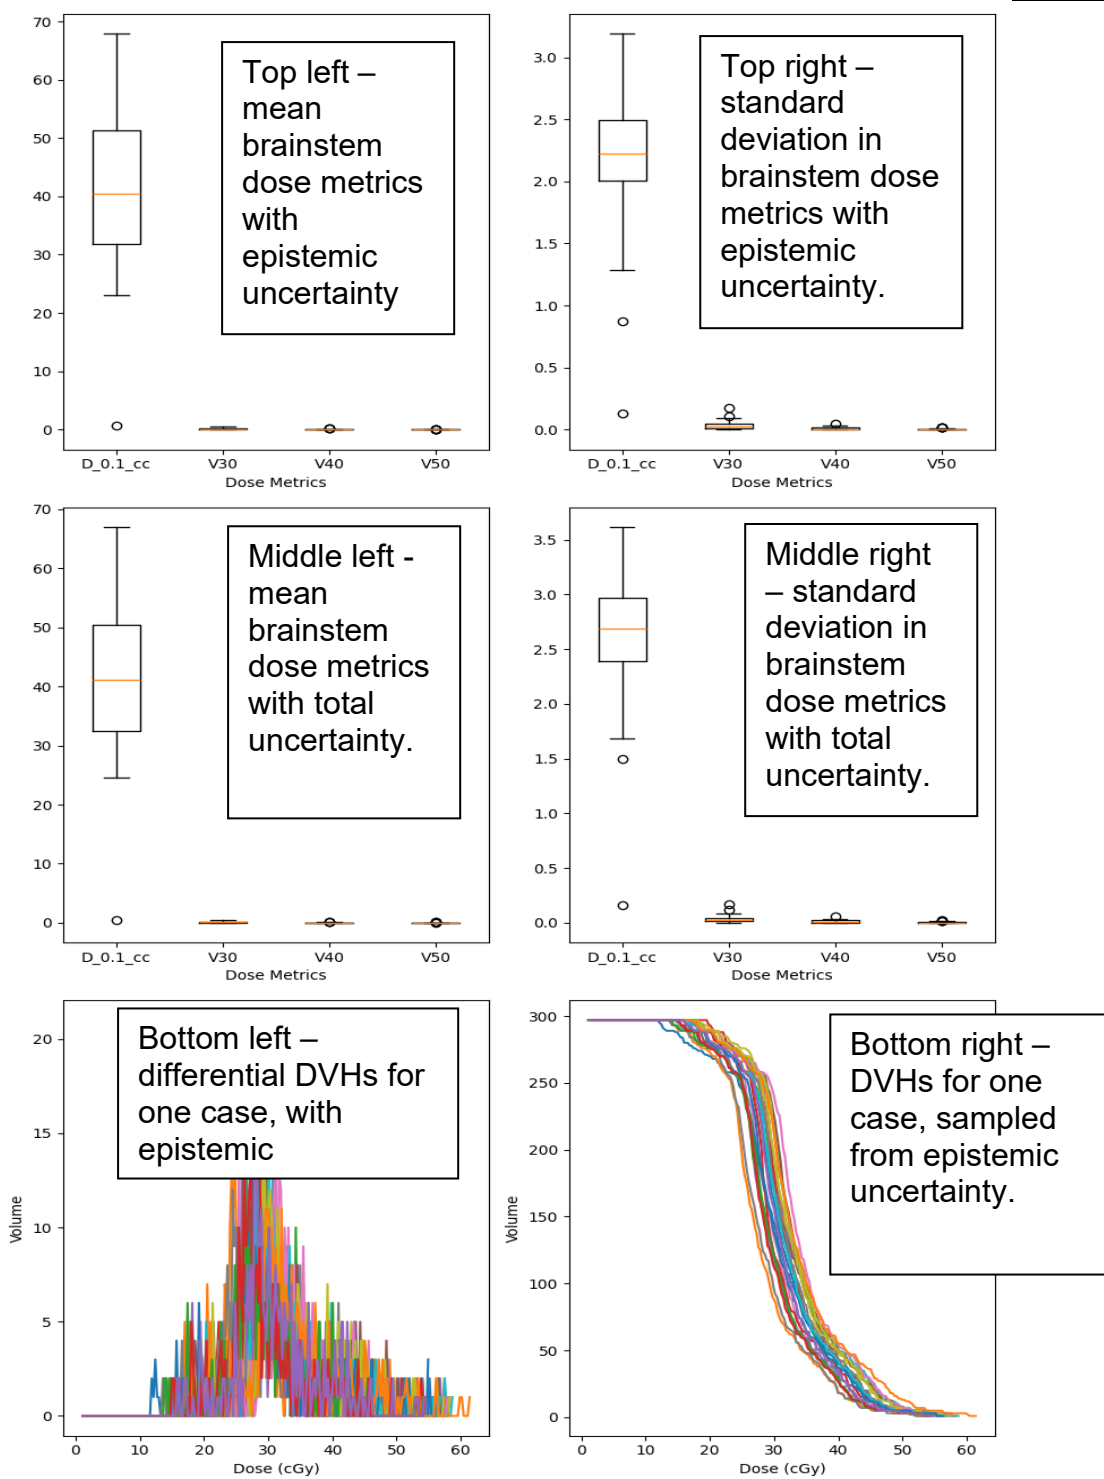 70
60
50
40
30
20
10
0
Top left –
mean
brainstem
dose metrics
with
epistemic
uncertainty
D_0.1_cc V30 V40 V50
Dose Metrics
3.0
2.5
2.0
1.5
1.0
0.5
0.0
Top right –
standard
deviation in
brainstem dose
metrics with
epistemic
uncertainty.
D_0.1_cc V30 V40 V50
Dose Metrics
70
60
50
40
30
20
10
0
Middle left -
mean
brainstem
dose metrics
with total
uncertainty.
D_0.1_cc V30 V40 V50
Dose Metrics
3.5
3.0
2.5
2.0
1.5
1.0
0.5
0.0
Middle right
– standard
deviation in
brainstem
dose metrics
with total
uncertainty.
D_0.1_cc V30 V40 V50
Dose Metrics
20
15
10
5
0
Volume
Bottom left –
differential DVHs for
one case, with
epistemic
0 10 20 30 40 50 60
Dose (cGy)
300
250
200
150
100
50
0
Volume
Bottom right –
DVHs for one
case, sampled
from epistemic
uncertainty.
0 10 20 30 40 50 60
Dose (cGy)